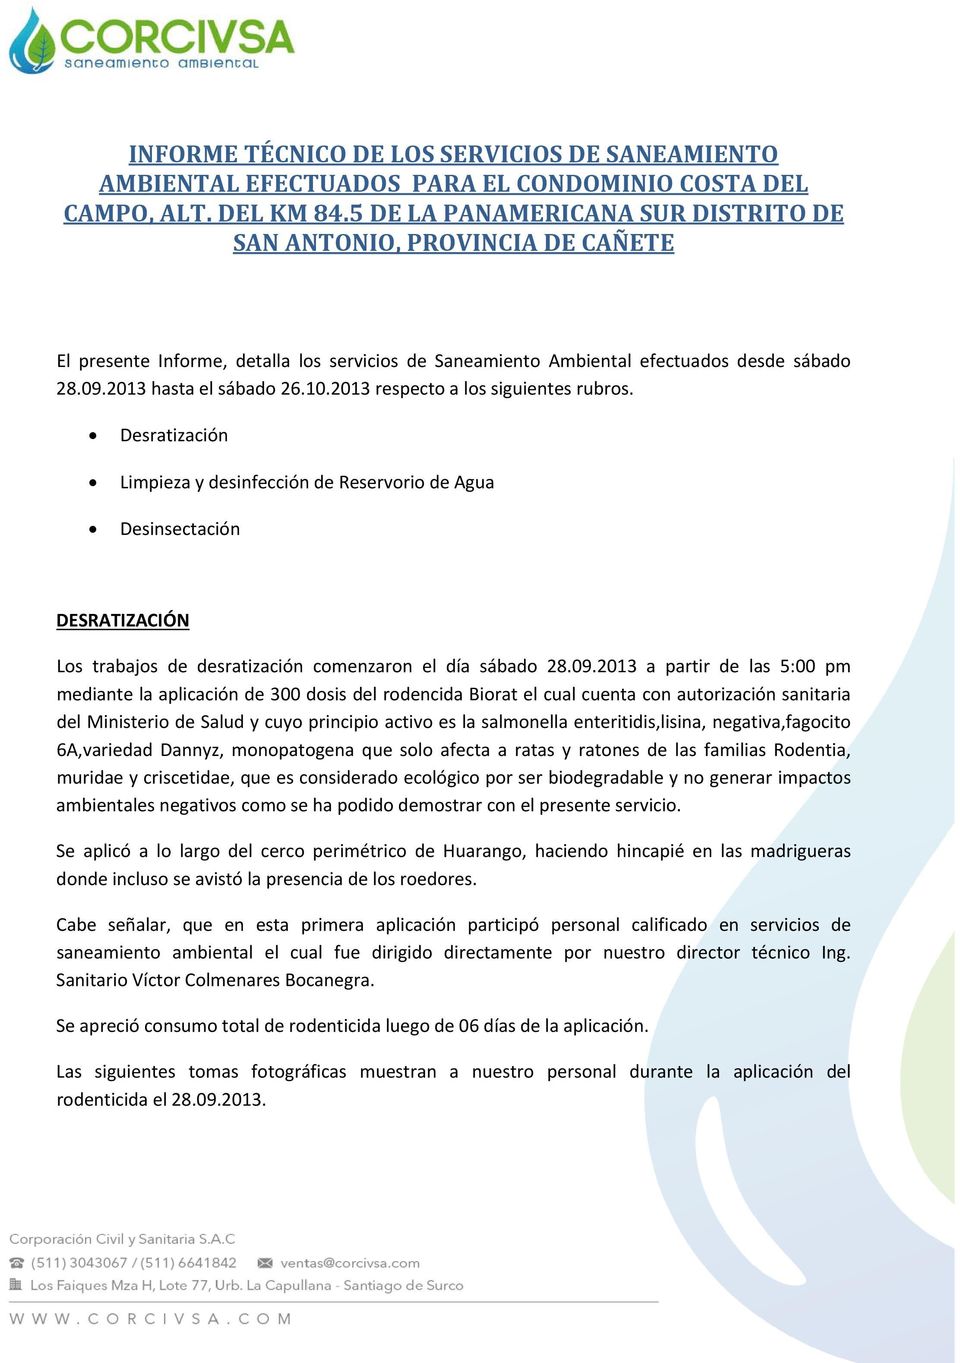 CORCIVSA
saneamiento ambiental
INFORME TÉCNICO DE LOS SERVICIOS DE SANEAMIENTO
AMBIENTAL EFECTUADOS PARA EL CONDOMINIO COSTA DEL
CAMPO, ALT. DEL KM 84.5 DE LA PANAMERICANA SUR DISTRITO DE
SAN ANTONIO, PROVINCIA DE CAÑETE
El presente Informe, detalla los servicios de Saneamiento Ambiental efectuados desde sábado
28.09.2013 hasta el sábado 26.10.2013 respecto a los siguientes rubros.
• Desratización
• Limpieza y desinfección de Reservorio de Agua
• Desinsectación
DESRATIZACIÓN
Los trabajos de desratización comenzaron el día sábado 28.09.2013 a partir de las 5:00 pm
mediante la aplicación de 300 dosis del rodencida Biorat el cual cuenta con autorización sanitaria
del Ministerio de Salud y cuyo principio activo es la salmonella enteritidis,lisina, negativa,fagocito
6A,variedad Dannyz, monopatogena que solo afecta a ratas y ratones de las familias Rodentia,
muridae y criscetidae, que es considerado ecológico por ser biodegradable y no generar impactos
ambientales negativos como se ha podido demostrar con el presente servicio.
Se aplicó a lo largo del cerco perimétrico de Huarango, haciendo hincapié en las madrigueras
donde incluso se avistó la presencia de los roedores.
Cabe señalar, que en esta primera aplicación participó personal calificado en servicios de
saneamiento ambiental el cual fue dirigido directamente por nuestro director técnico Ing.
Sanitario Víctor Colmenares Bocanegra.
Se apreció consumo total de rodenticida luego de 06 días de la aplicación.
Las siguientes tomas fotográficas muestran a nuestro personal durante la aplicación del
rodenticida el 28.09.2013.
Corporación Civil y Sanitaria S.A.C
(511) 3043067 / (511) 6641842 ventas@corcivsa.com
Los Faiques Mza H, Lote 77, Urb. La Capullana - Santiago de Surco
WWW.CORCIVSA.COM